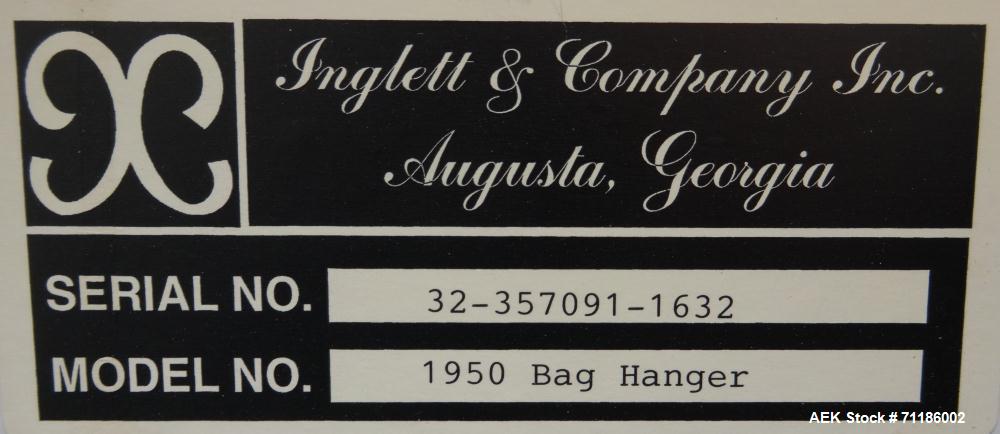 Inglett & Company Inc.
Augusta, Georgia
SERIAL NO. 32-357091-1632
MODEL NO. 1950 Bag Hanger
AEK Stock # 71186002